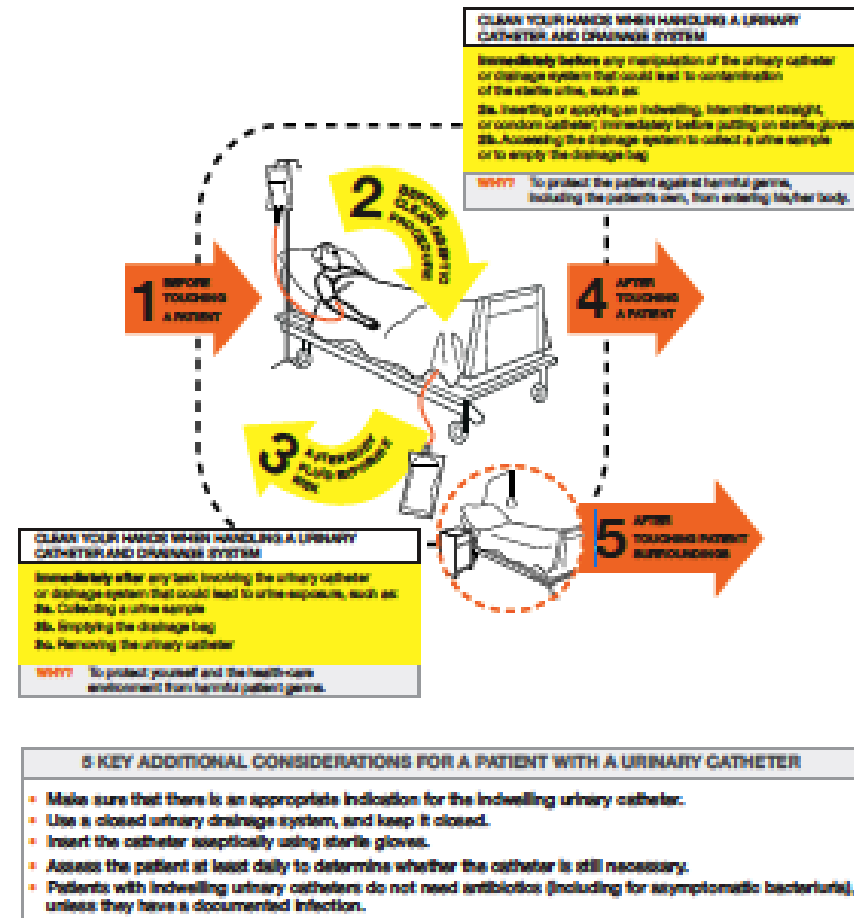 CLEAN YOUR HANDS WHEN HANDLING A URINARY
CATHETER AND DRAINAGE SYSTEM
Immediately before any manipulation of the urinary catheter
or drainage system that could lead to contamination
of the sterile urine, such as:
2a. Inserting or applying an indwelling, intermittent straight,
or condom catheter; immediately before putting on sterile gloves
2b. Accessing the drainage system to collect a urine sample
or to empty the drainage bag
WHY? To protect the patient against harmful germs,
including the patient's own, from entering his/her body.
1 BEFORE
TOUCHING
A PATIENT
2 BEFORE
CLEAN/ASEPTIC
PROCEDURE
4 AFTER
TOUCHING
A PATIENT
3 AFTER BODY
FLUID EXPOSURE
RISK
5 AFTER
TOUCHING PATIENT
SURROUNDINGS
CLEAN YOUR HANDS WHEN HANDLING A URINARY
CATHETER AND DRAINAGE SYSTEM
Immediately after any task involving the urinary catheter
or drainage system that could lead to urine exposure, such as:
3a. Collecting a urine sample
3b. Emptying the drainage bag
3c. Removing the urinary catheter
WHY? To protect yourself and the health-care
environment from harmful patient germs.
5 KEY ADDITIONAL CONSIDERATIONS FOR A PATIENT WITH A URINARY CATHETER
• Make sure that there is an appropriate indication for the indwelling urinary catheter.
• Use a closed urinary drainage system, and keep it closed.
• Insert the catheter aseptically using sterile gloves.
• Assess the patient at least daily to determine whether the catheter is still necessary.
• Patients with indwelling urinary catheters do not need antibiotics (including for asymptomatic bacteriuria),
unless they have a documented infection.